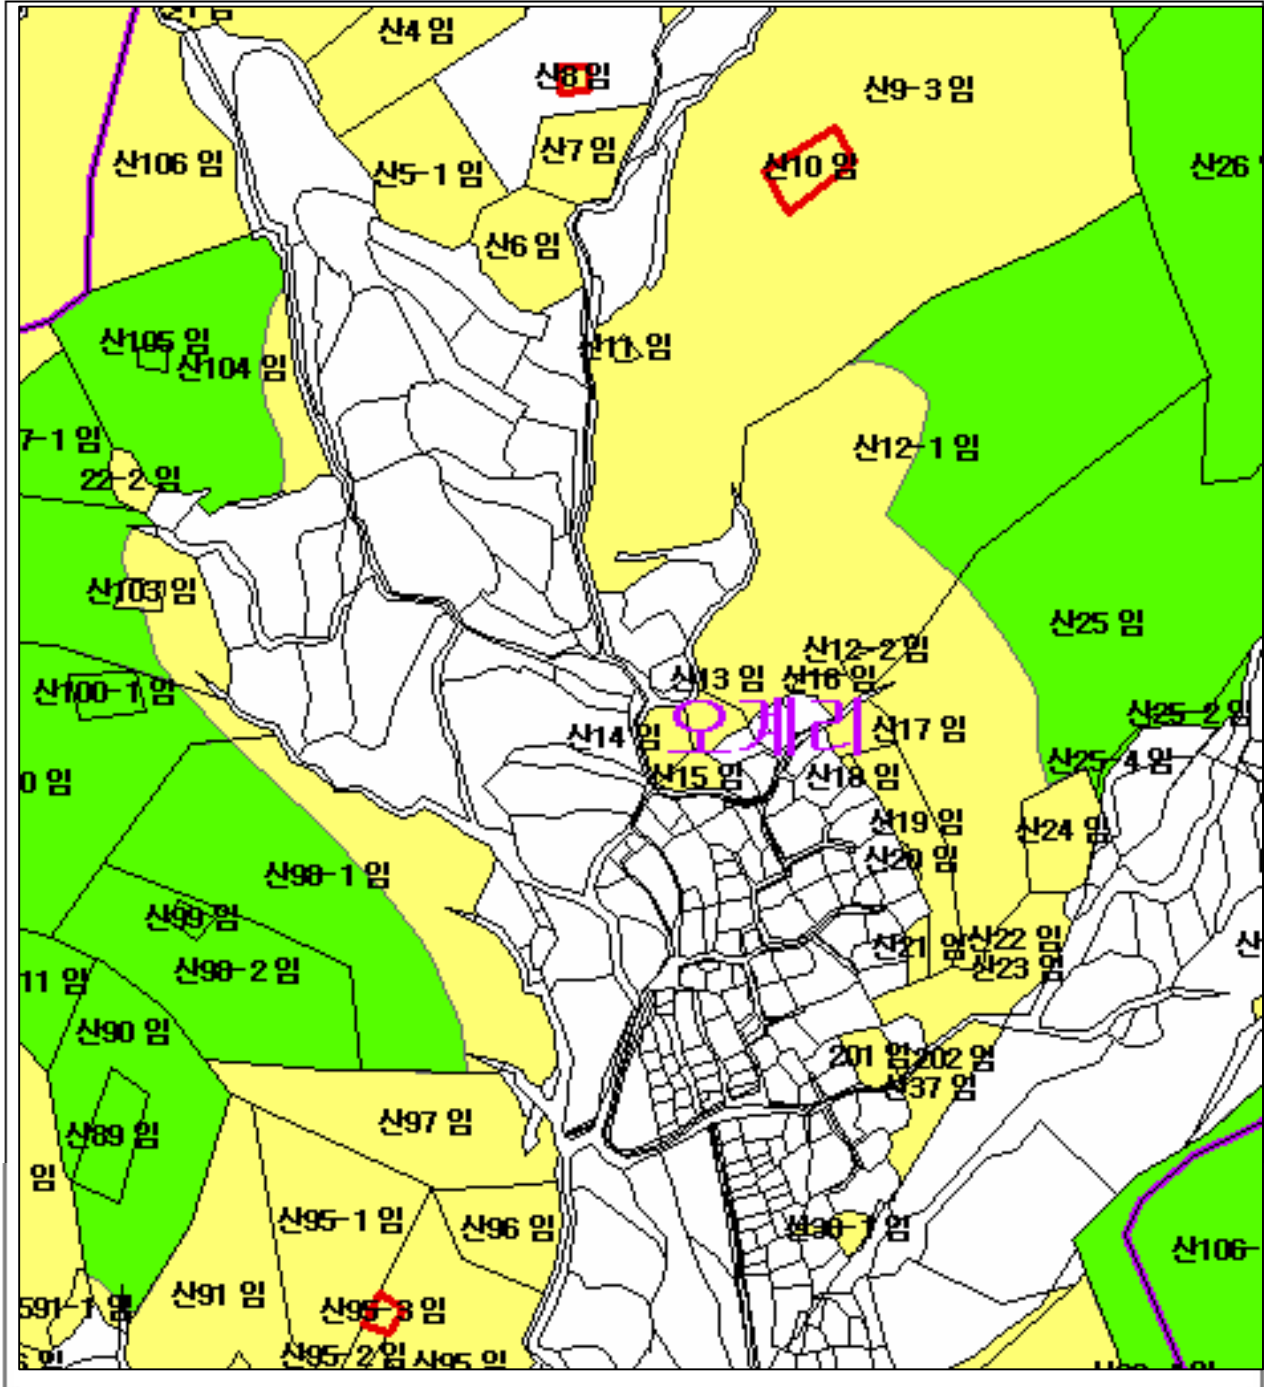 산4 임
산8 임
산9-3 임
산7 임
산106 임
산5-1 임
산10 임
산26
산6 임
산105 임
산104 임
산11 임
7-1 임
22-2 임
산12-1 임
산103 임
산25 임
산12-2 임
산13 임
산16 임
산100-1 임
산25-2 임
산14 임
오계리
산17 임
산25-4 임
0 임
산15 임
산18 임
산19 임
산24 임
산20 임
산98-1 임
산99 임
산21 임
산22 임
산98-2 임
산23 임
11 임
산90 임
201 임
202 임
산37 임
산97 임
산89 임
임
산95-1 임
산96 임
산106-
산91 임
591-1 임
산95-3 임
산95-2 임
산95 임